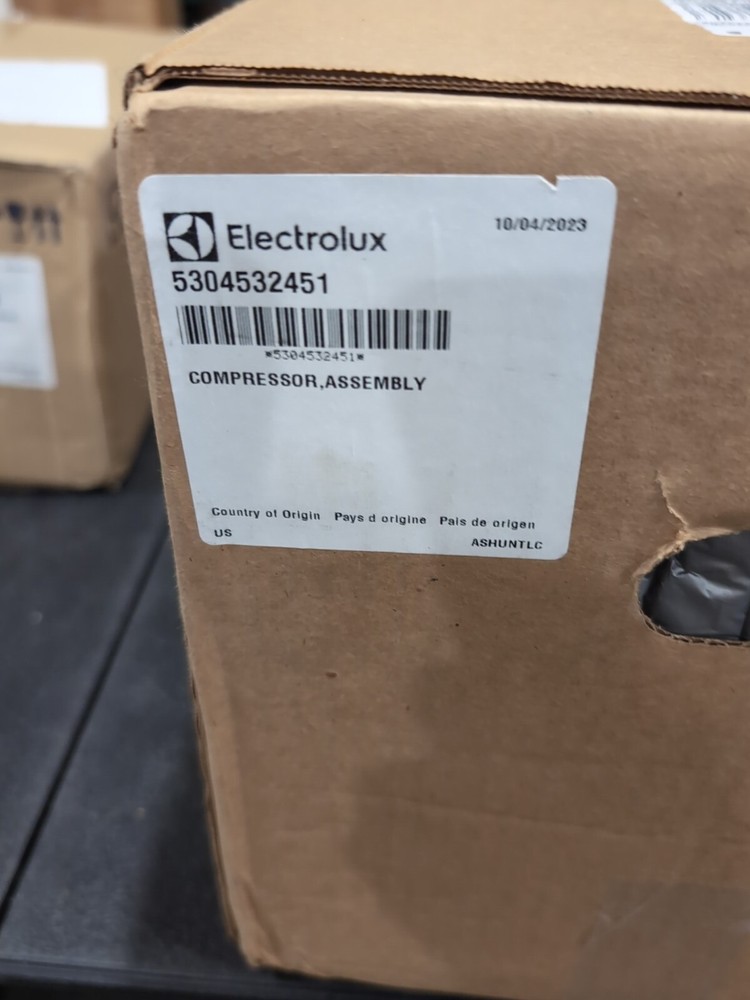 Electrolux
10/04/2023
5304532451
*5304532451*
COMPRESSOR,ASSEMBLY
Country of Origin Pays d origine Pais de origen
US
ASHUNTLC